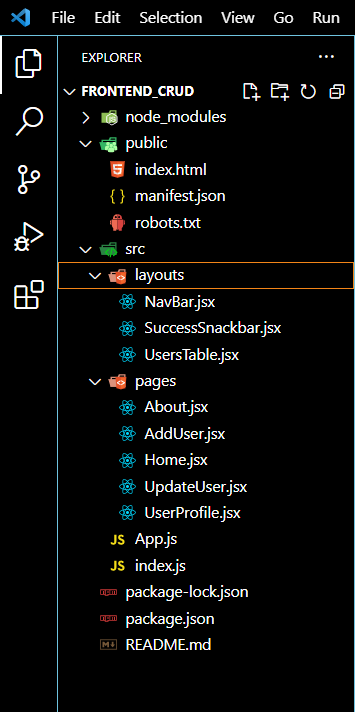 File Edit Selection View Go Run
EXPLORER
FRONTEND_CRUD
node_modules
public
index.html
{ } manifest.json
robots.txt
src
layouts
NavBar.jsx
SuccessSnackbar.jsx
UsersTable.jsx
pages
About.jsx
AddUser.jsx
Home.jsx
UpdateUser.jsx
UserProfile.jsx
JS App.js
JS index.js
package-lock.json
package.json
README.md